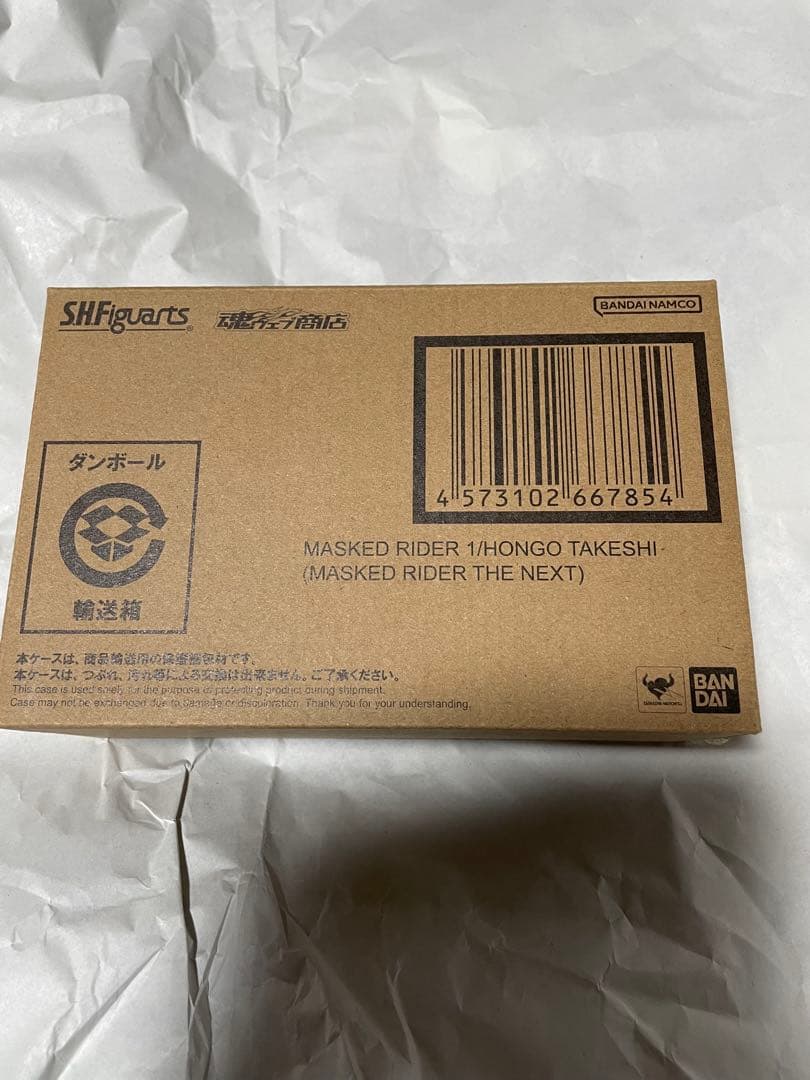 S.H.Figuarts®
魂ウェブ商店
BANDAI NAMCO
4 573102 667854
ダンボール
輸送箱
MASKED RIDER 1/HONGO TAKESHI
(MASKED RIDER THE NEXT)
本ケースは、商品輸送用の保護梱包材です。
本ケースは、つぶれ、汚れ等による交換は出来ません。ご了承ください。
This case is used solely for the purpose of protecting product during shipment.
Case may not be exchanged due to damage or discoloration. Thank you for your understanding.
TAMASHII NATIONS
BAN
DAI